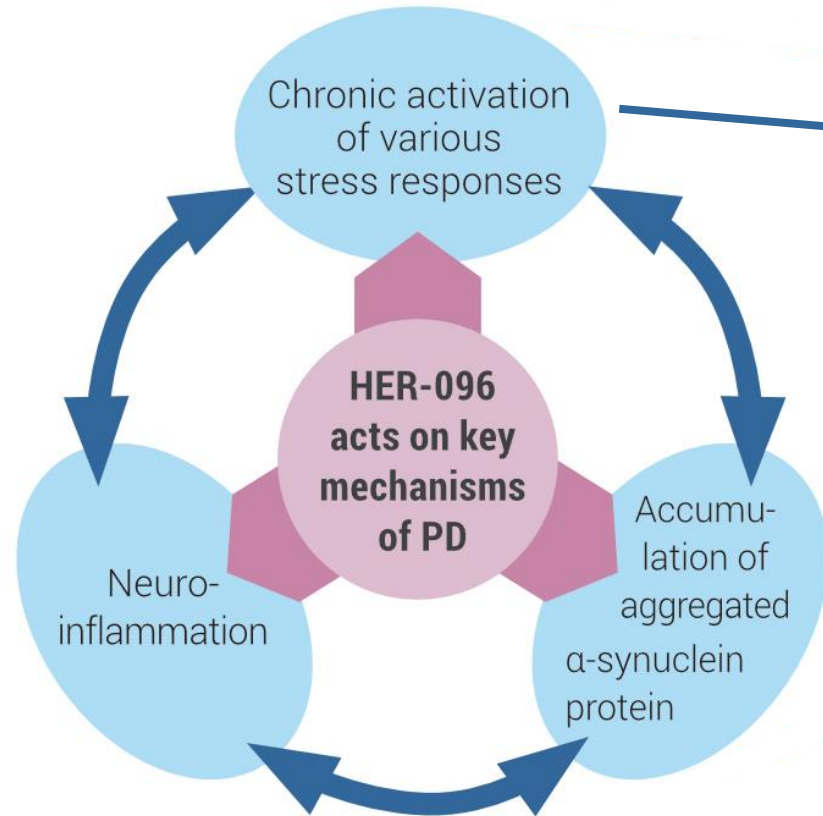 Chronic activation
of various
stress responses
HER-096
acts on key
mechanisms
of PD
Neuro-
inflammation
Accumu-
lation of
aggregated
α-synuclein
protein